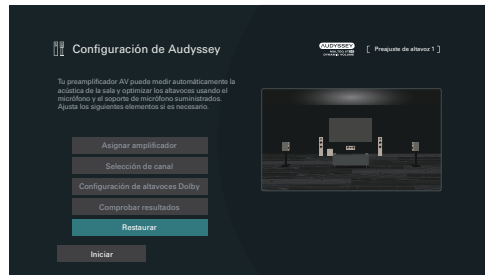 Configuración de Audyssey
AUDYSSEY
[ Preajuste de altavoz 1 ]
Tu preamplificador AV puede medir automáticamente la
acústica de la sala y optimizar los altavoces usando el
micrófono y el soporte de micrófono suministrados.
Ajusta los siguientes elementos si es necesario.
Asignar amplificador
Selección de canal
Configuración de altavoces Dolby
Comprobar resultados
Restaurar
Iniciar